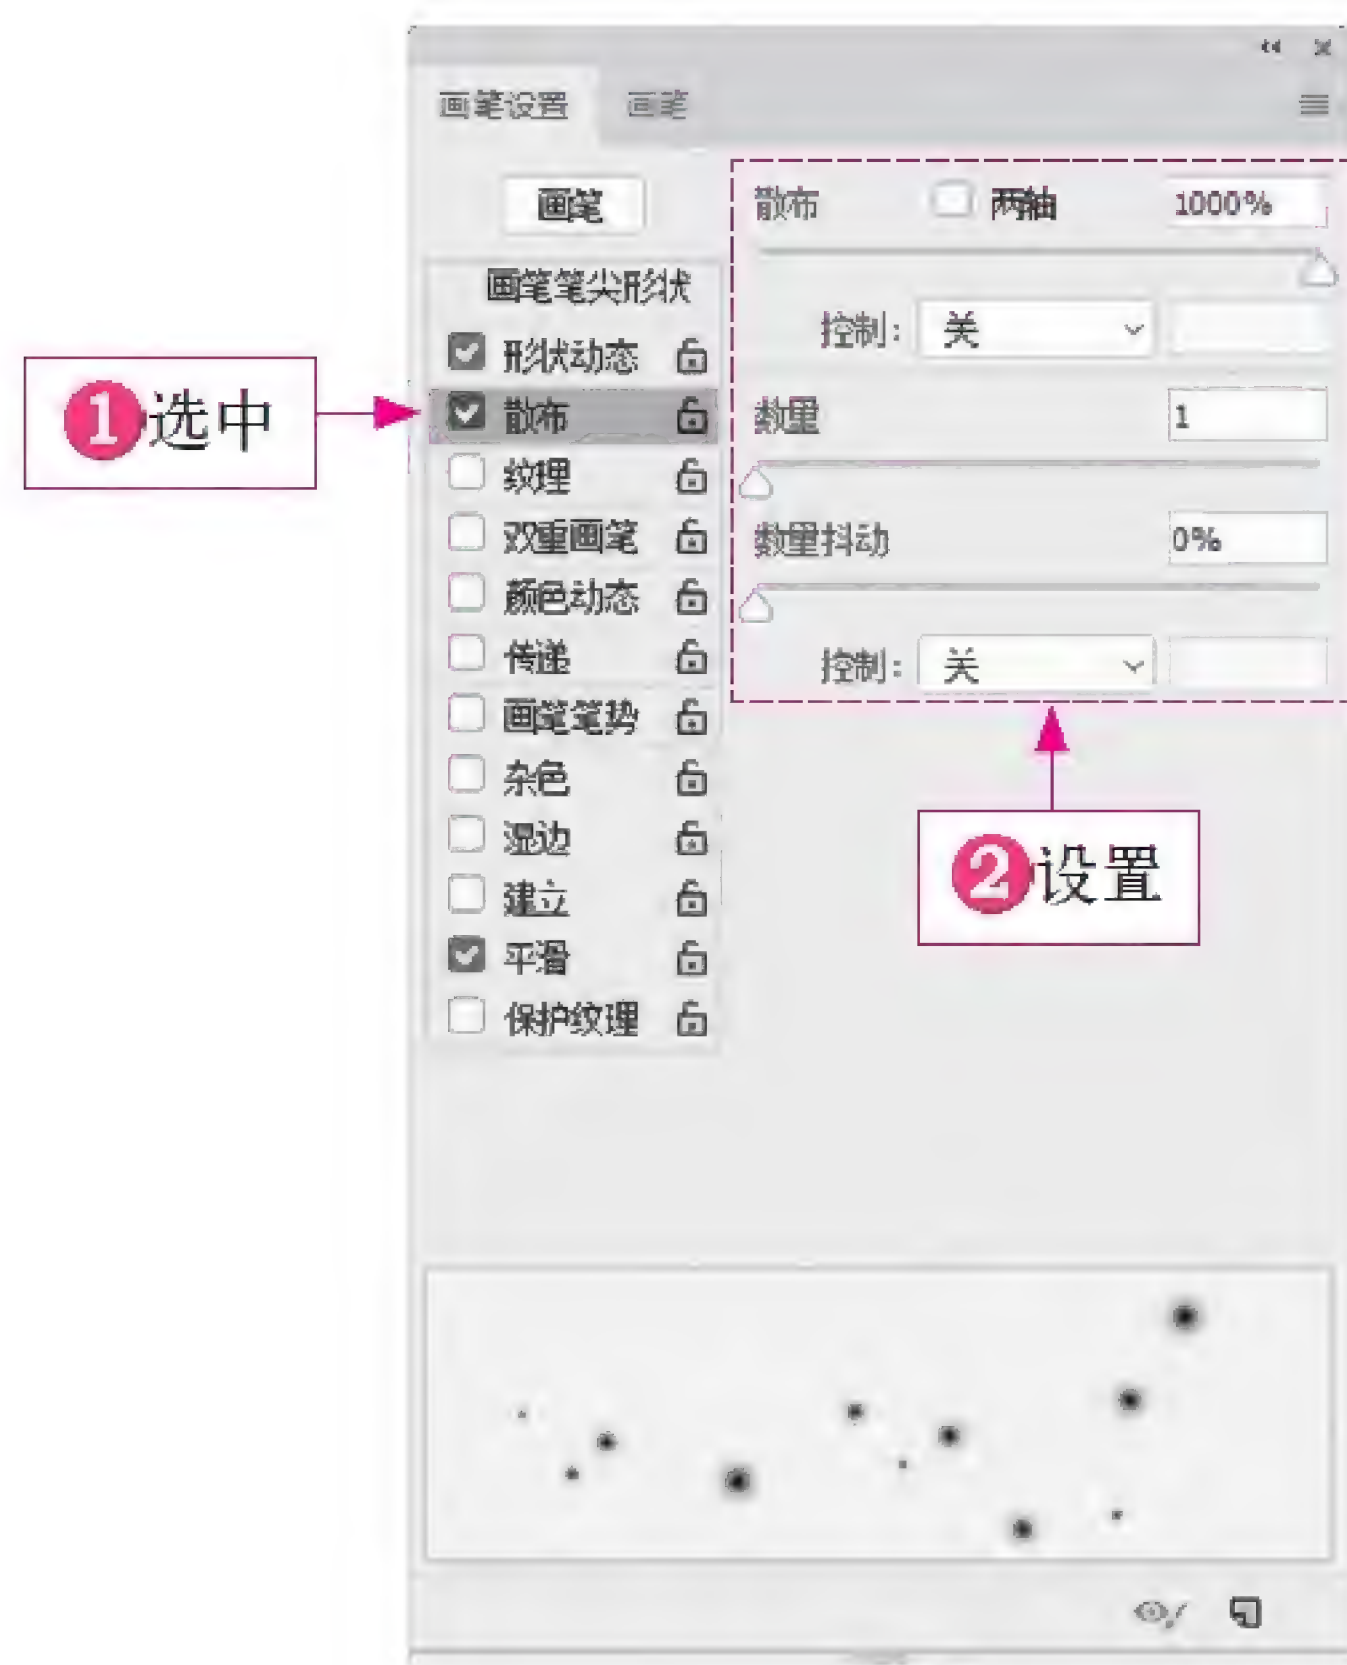 画笔设置 画笔
画笔
散布 两轴 1000%
画笔笔尖形状
控制: 关
形状动态
❶选中
散布
数量 1
纹理
双重画笔
数量抖动 0%
颜色动态
传递
控制: 关
画笔笔势
杂色
湿边
❷设置
建立
平滑
保护纹理